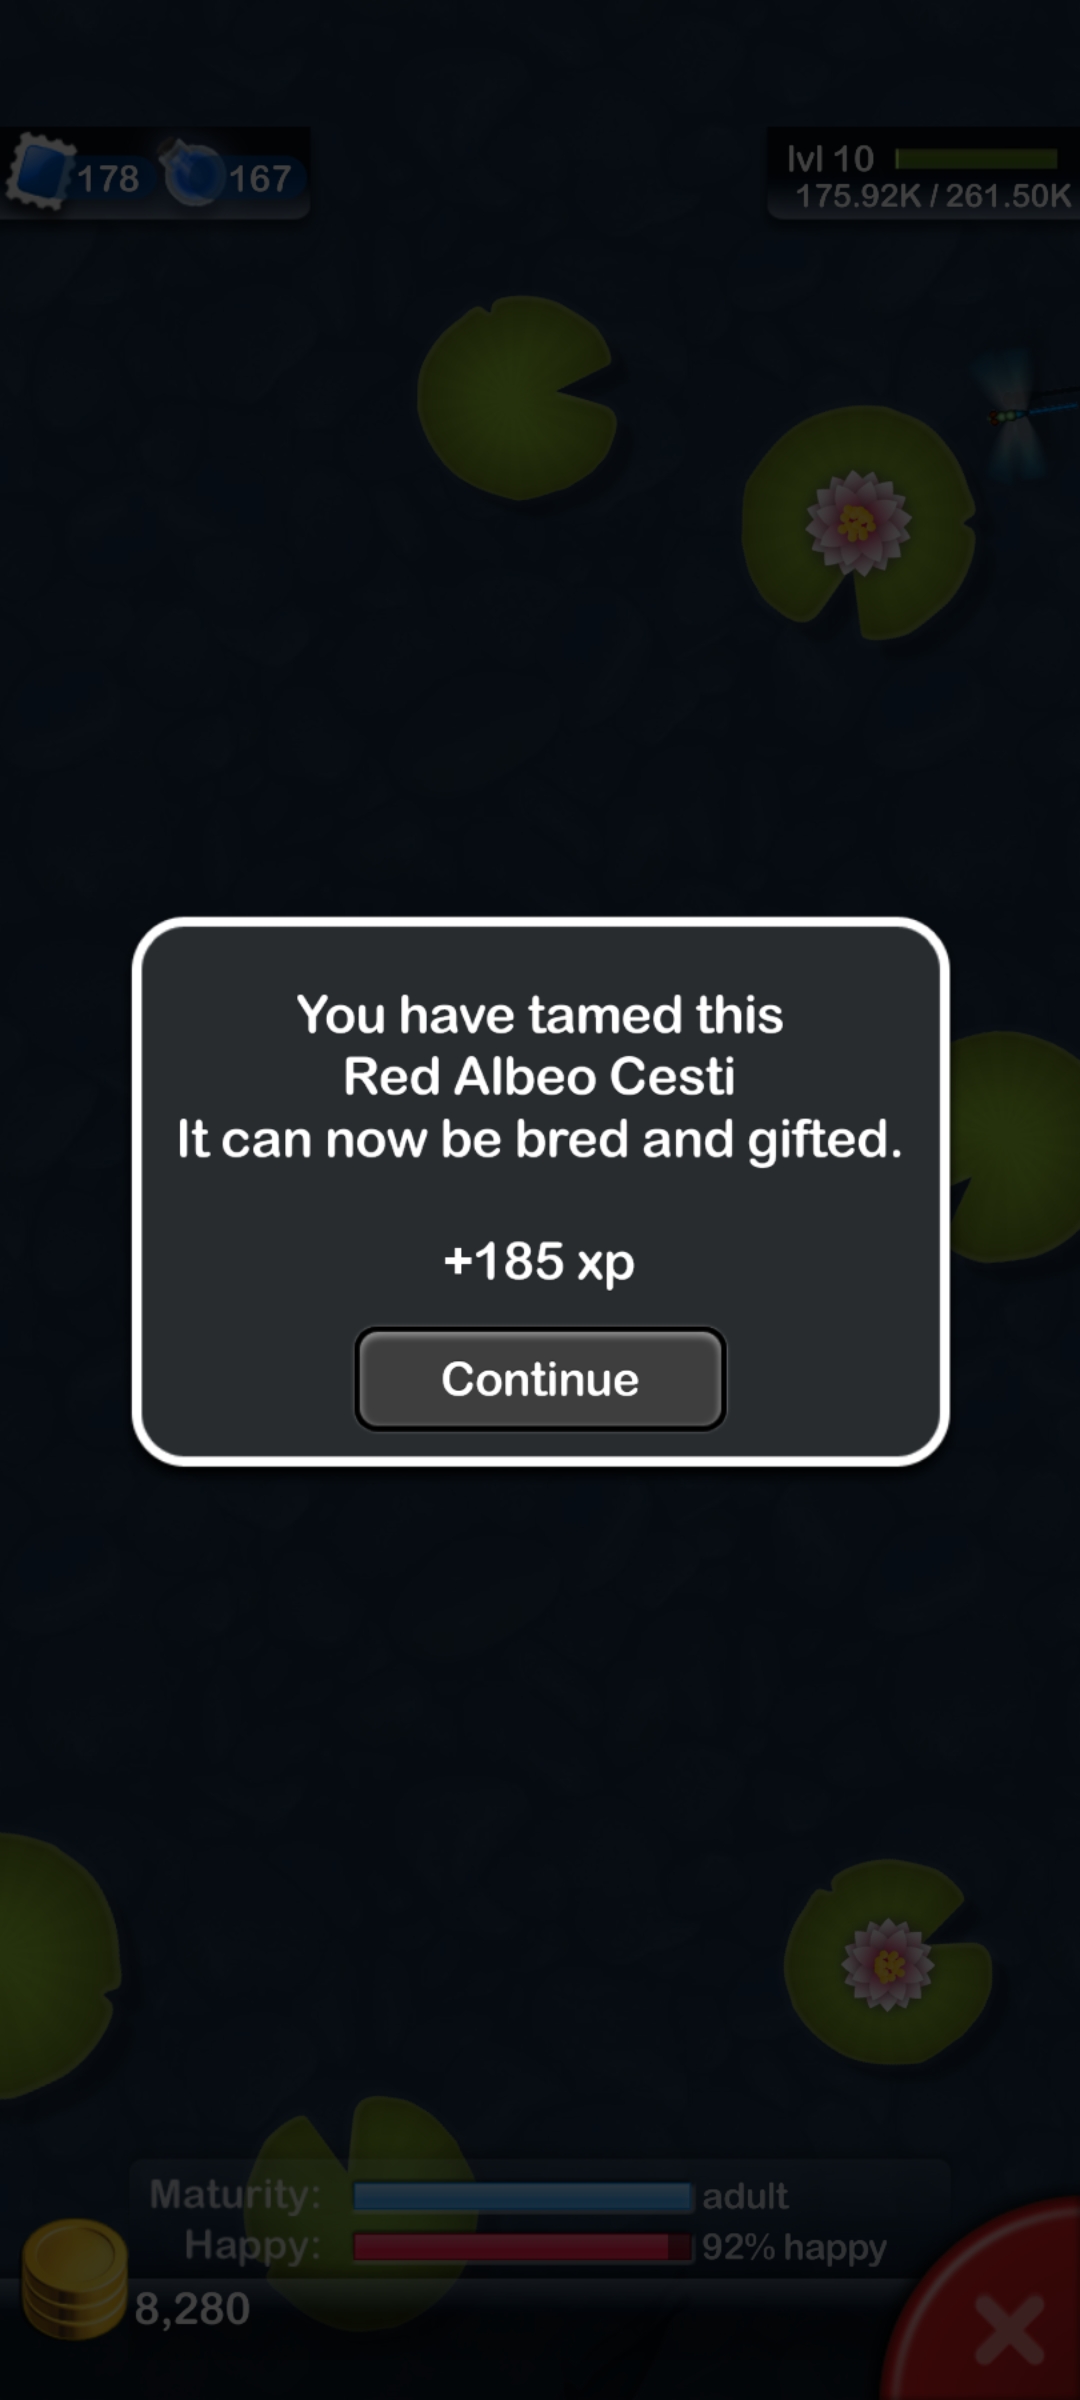 178 167
lvl 10
175.92K / 261.50K
You have tamed this
Red Albeo Cesti
It can now be bred and gifted.
+185 xp
Continue
Maturity: adult
Happy: 92% happy
8,280